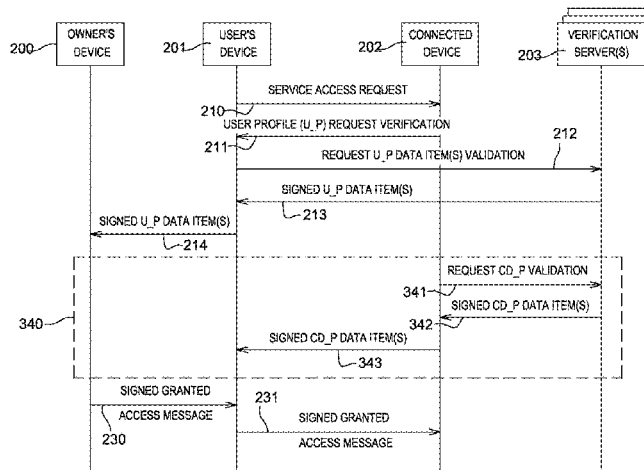 200
OWNER'S
DEVICE
201
USER'S
DEVICE
202
CONNECTED
DEVICE
203
VERIFICATION
SERVER(S)
SERVICE ACCESS REQUEST
210
USER PROFILE (U_P) REQUEST VERIFICATION
211
REQUEST U_P DATA ITEM(S) VALIDATION
212
SIGNED U_P DATA ITEM(S)
213
SIGNED U_P DATA ITEM(S)
214
340
REQUEST CD_P VALIDATION
341
SIGNED CD_P DATA ITEM(S)
342
SIGNED CD_P DATA ITEM(S)
343
SIGNED GRANTED
ACCESS MESSAGE
230
231
SIGNED GRANTED
ACCESS MESSAGE